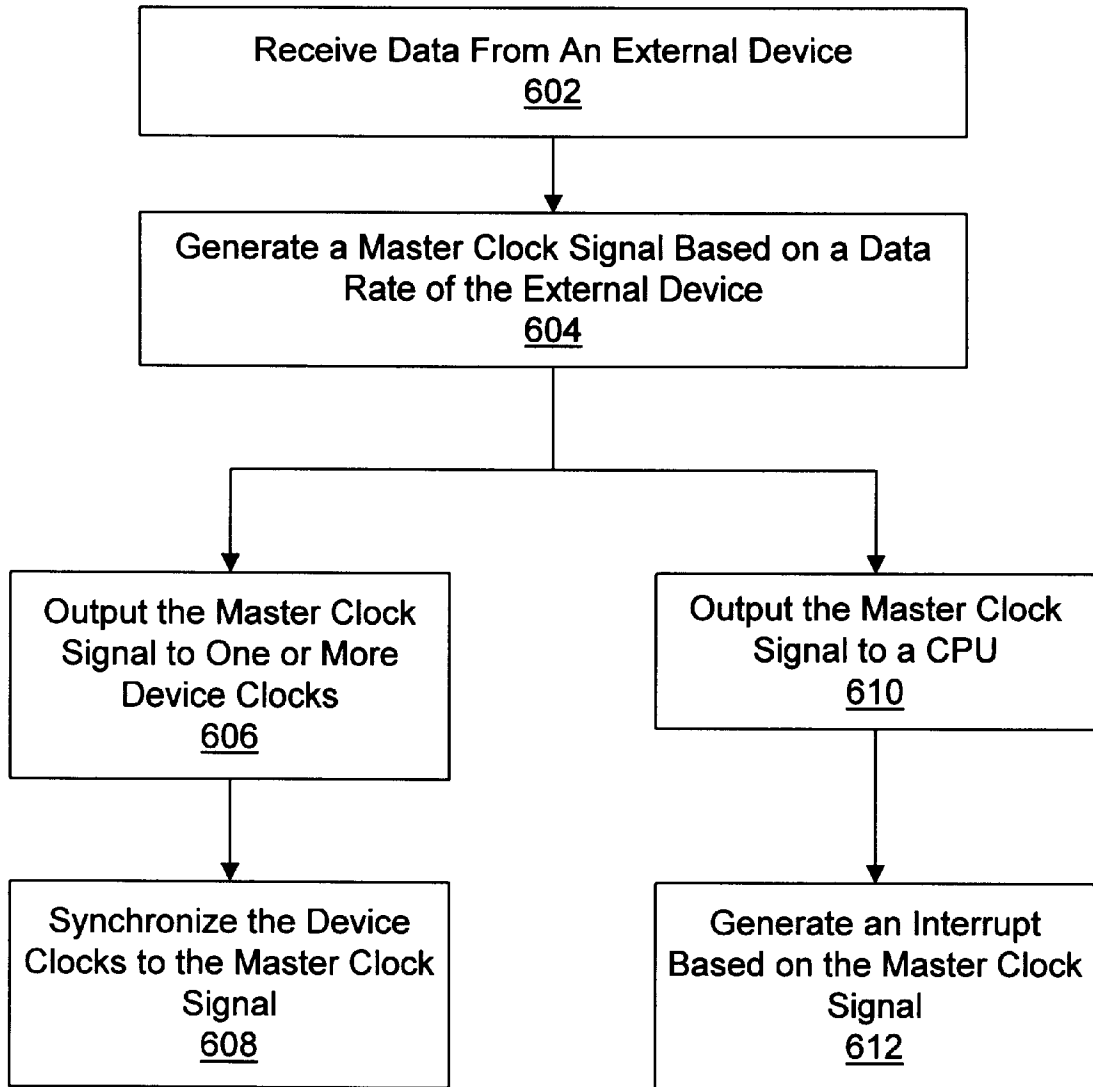 Receive Data From An External Device
602
Generate a Master Clock Signal Based on a Data
Rate of the External Device
604
Output the Master Clock
Signal to One or More
Device Clocks
606
Output the Master Clock
Signal to a CPU
610
Synchronize the Device
Clocks to the Master Clock
Signal
608
Generate an Interrupt
Based on the Master Clock
Signal
612